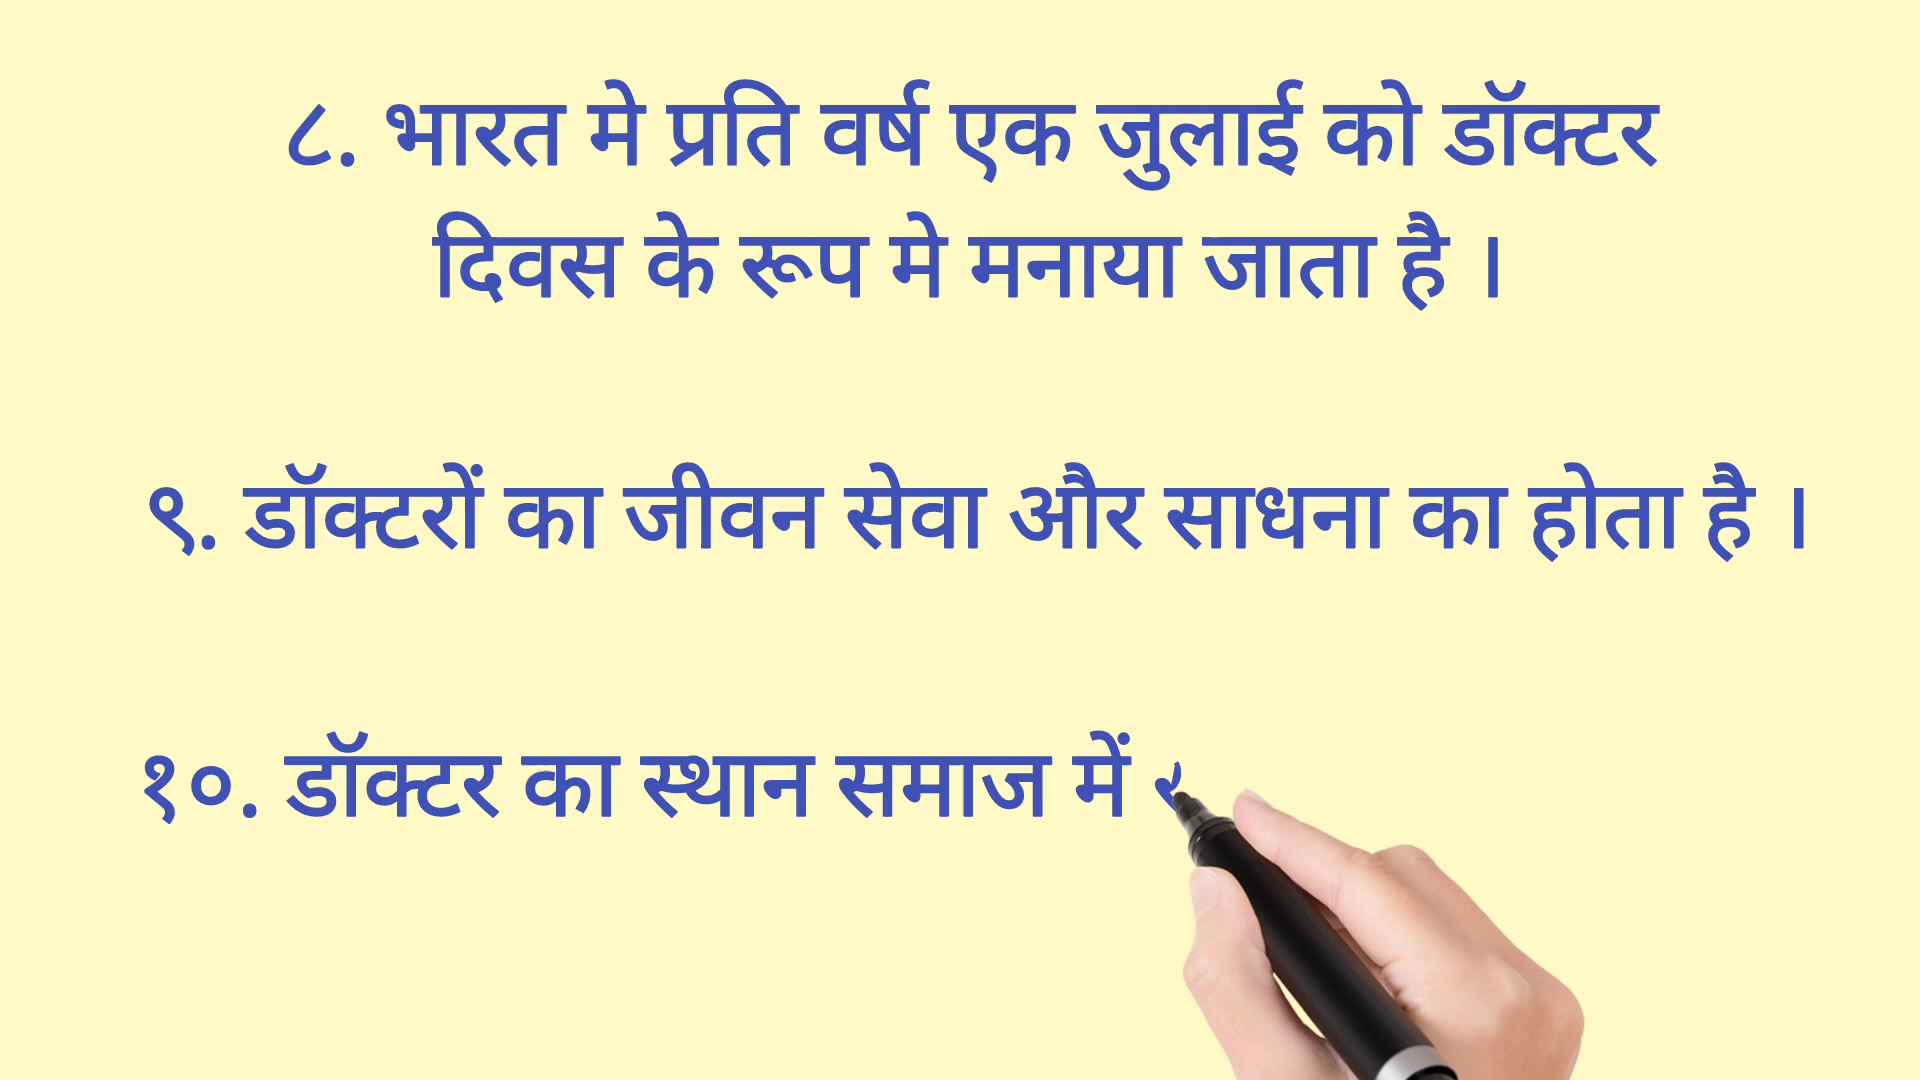 ८. भारत मे प्रति वर्ष एक जुलाई को डॉक्टर
दिवस के रूप मे मनाया जाता है ।
९. डॉक्टरों का जीवन सेवा और साधना का होता है ।
१०. डॉक्टर का स्थान समाज में